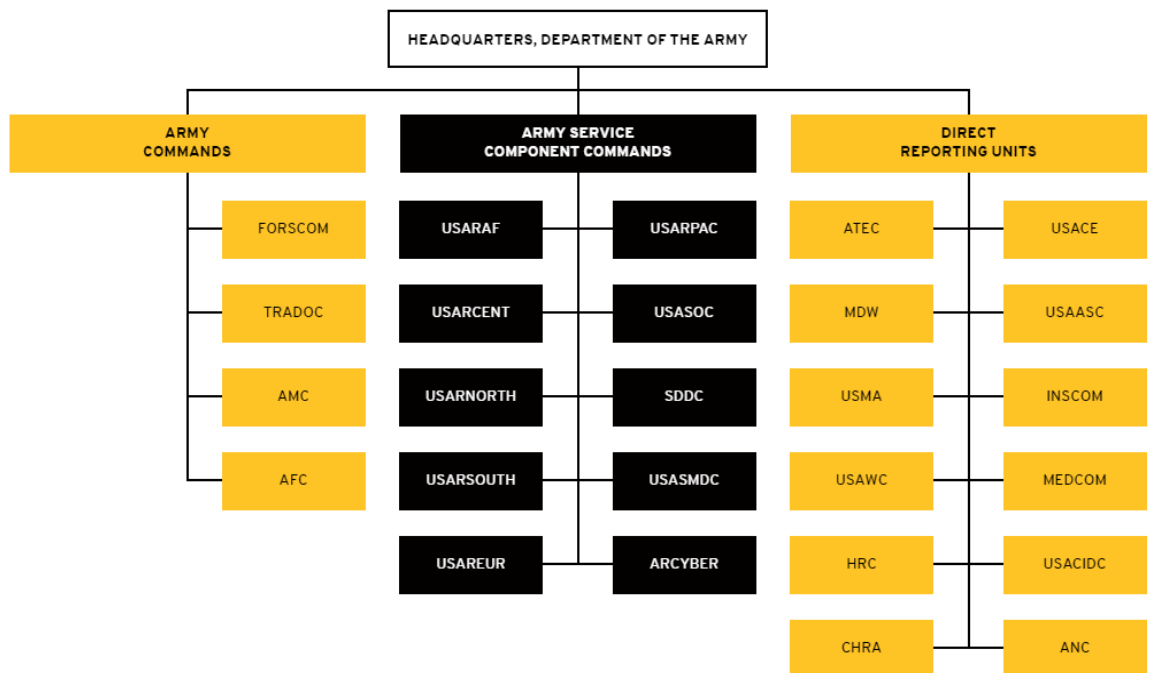 HEADQUARTERS, DEPARTMENT OF THE ARMY
ARMY
COMMANDS
FORSCOM
TRADOC
AMC
AFC
ARMY SERVICE
COMPONENT COMMANDS
USARAF
USARPAC
USARCENT
USASOC
USARNORTH
SDDC
USARSOUTH
USASMDC
USAREUR
ARCYBER
DIRECT
REPORTING UNITS
ATEC
USACE
MDW
USAASC
USMA
INSCOM
USAWC
MEDCOM
HRC
USACIDC
CHRA
ANC